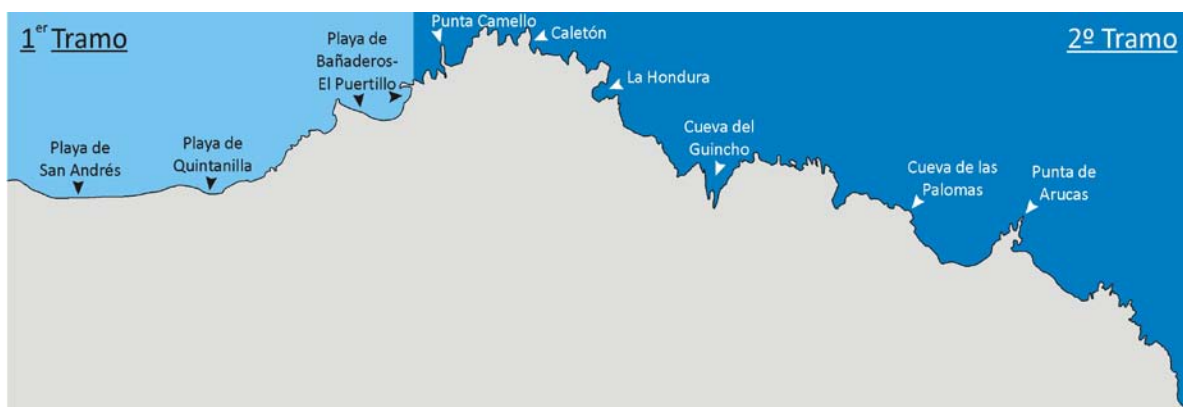 1er Tramo
Playa de
San Andrés
Playa de
Quintanilla
Playa de
Bañaderos-
El Puertillo
Punta Camello
Caletón
La Hondura
Cueva del
Guincho
Cueva de las
Palomas
Punta de
Arucas
2º Tramo